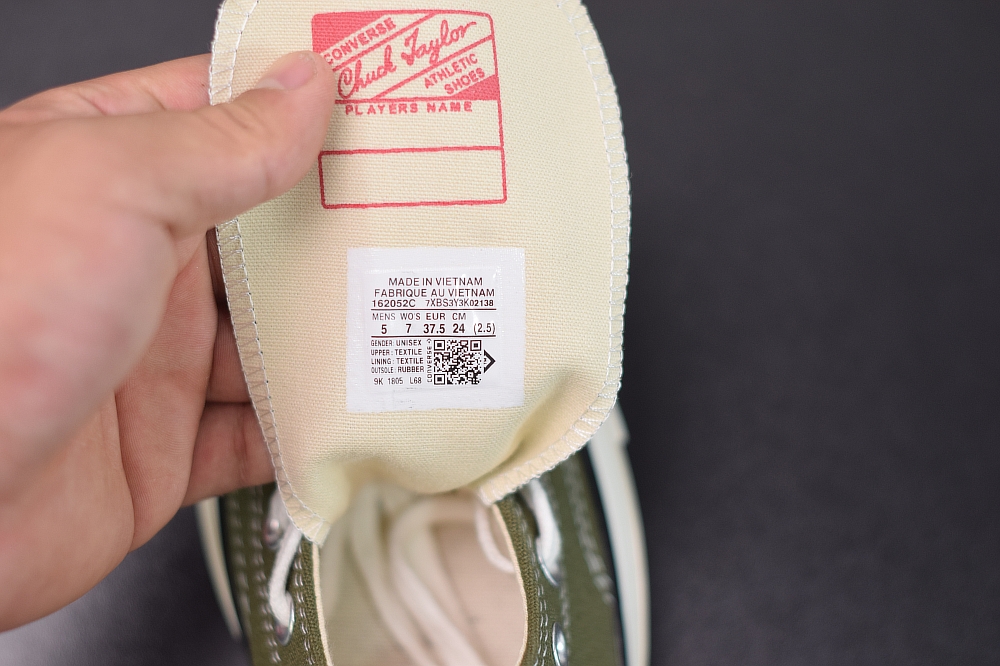 CONVERSE
Chuck Taylor
ATHLETIC
SHOES
PLAYERS NAME
MADE IN VIETNAM
FABRIQUE AU VIETNAM
162052C 7XBS3Y3K02138
MENS WO'S EUR CM
5 7 37.5 24 (2.5)
GENDER: UNISEX
UPPER: TEXTILE
LINING: TEXTILE
OUTSOLE: RUBBER
9K 1805 L68
CONVERSE